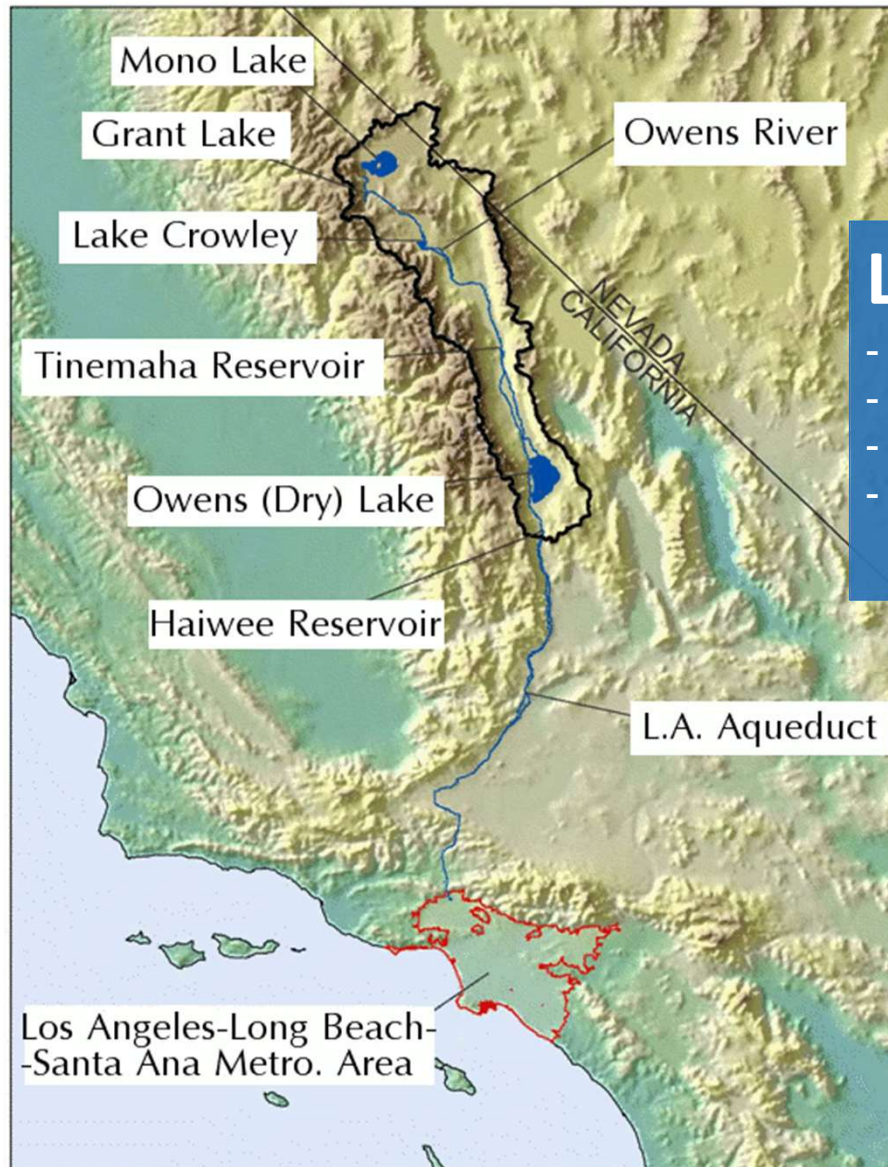 Mono Lake
Grant Lake
Owens River
Lake Crowley
NEVADA
CALIFORNIA
L
-
-
-
-
Tinemaha Reservoir
Owens (Dry) Lake
Haiwee Reservoir
L.A. Aqueduct
Los Angeles-Long Beach-
-Santa Ana Metro. Area